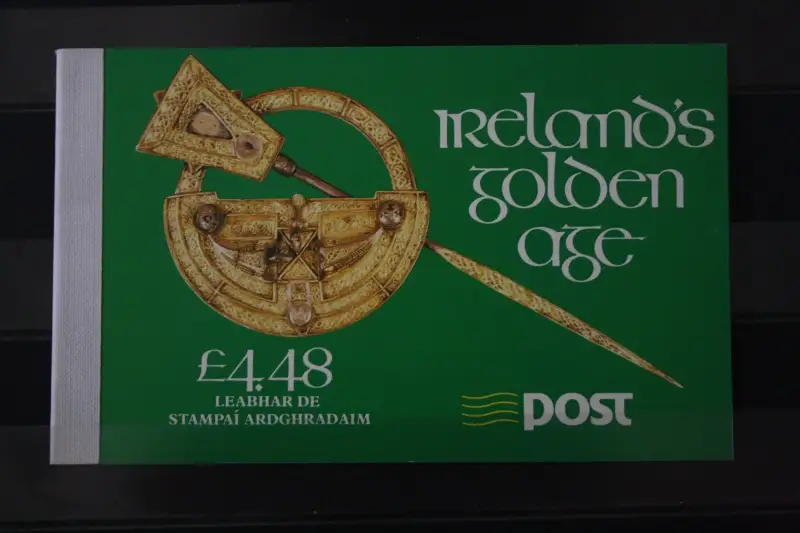 Ireland's
golden
age
£4.48
LEABHAR DE
STAMPAÍ ARDGHRADAIM
post